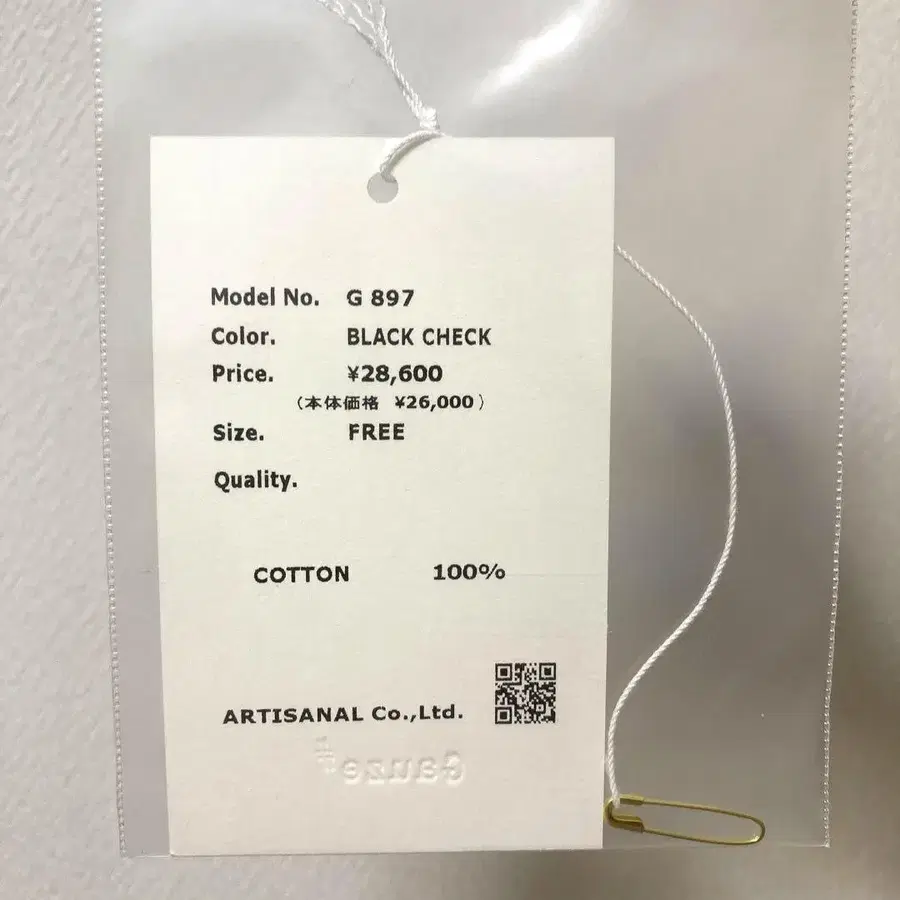 Model No. G 897
Color. BLACK CHECK
Price. ¥28,600
(本体価格 ¥26,000)
Size. FREE
Quality.
COTTON 100%
ARTISANAL Co.,Ltd.
Gauze#